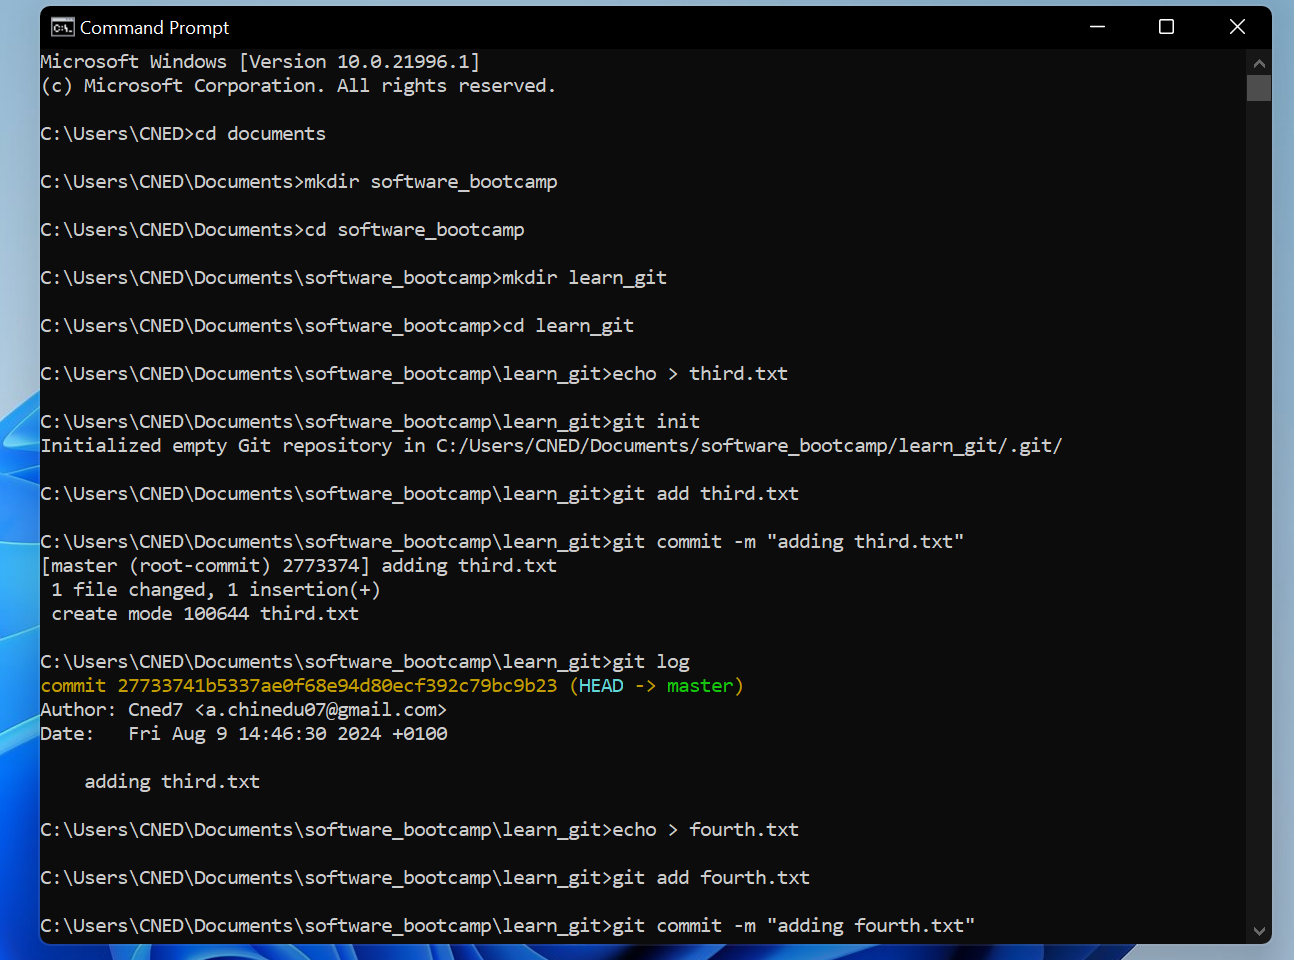 Command Prompt
Microsoft Windows [Version 10.0.21996.1]
(c) Microsoft Corporation. All rights reserved.
C:\Users\CNED>cd documents
C:\Users\CNED\Documents>mkdir software_bootcamp
C:\Users\CNED\Documents>cd software_bootcamp
C:\Users\CNED\Documents\software_bootcamp>mkdir learn_git
C:\Users\CNED\Documents\software_bootcamp>cd learn_git
C:\Users\CNED\Documents\software_bootcamp\learn_git>echo > third.txt
C:\Users\CNED\Documents\software_bootcamp\learn_git>git init
Initialized empty Git repository in C:/Users/CNED/Documents/software_bootcamp/learn_git/.git/
C:\Users\CNED\Documents\software_bootcamp\learn_git>git add third.txt
C:\Users\CNED\Documents\software_bootcamp\learn_git>git commit -m "adding third.txt"
[master (root-commit) 2773374] adding third.txt
 1 file changed, 1 insertion(+)
 create mode 100644 third.txt
C:\Users\CNED\Documents\software_bootcamp\learn_git>git log
commit 27733741b5337ae0f68e94d80ecf392c79bc9b23 (HEAD -> master)
Author: Cned7 <a.chinedu07@gmail.com>
Date:   Fri Aug 9 14:46:30 2024 +0100
    adding third.txt
C:\Users\CNED\Documents\software_bootcamp\learn_git>echo > fourth.txt
C:\Users\CNED\Documents\software_bootcamp\learn_git>git add fourth.txt
C:\Users\CNED\Documents\software_bootcamp\learn_git>git commit -m "adding fourth.txt"